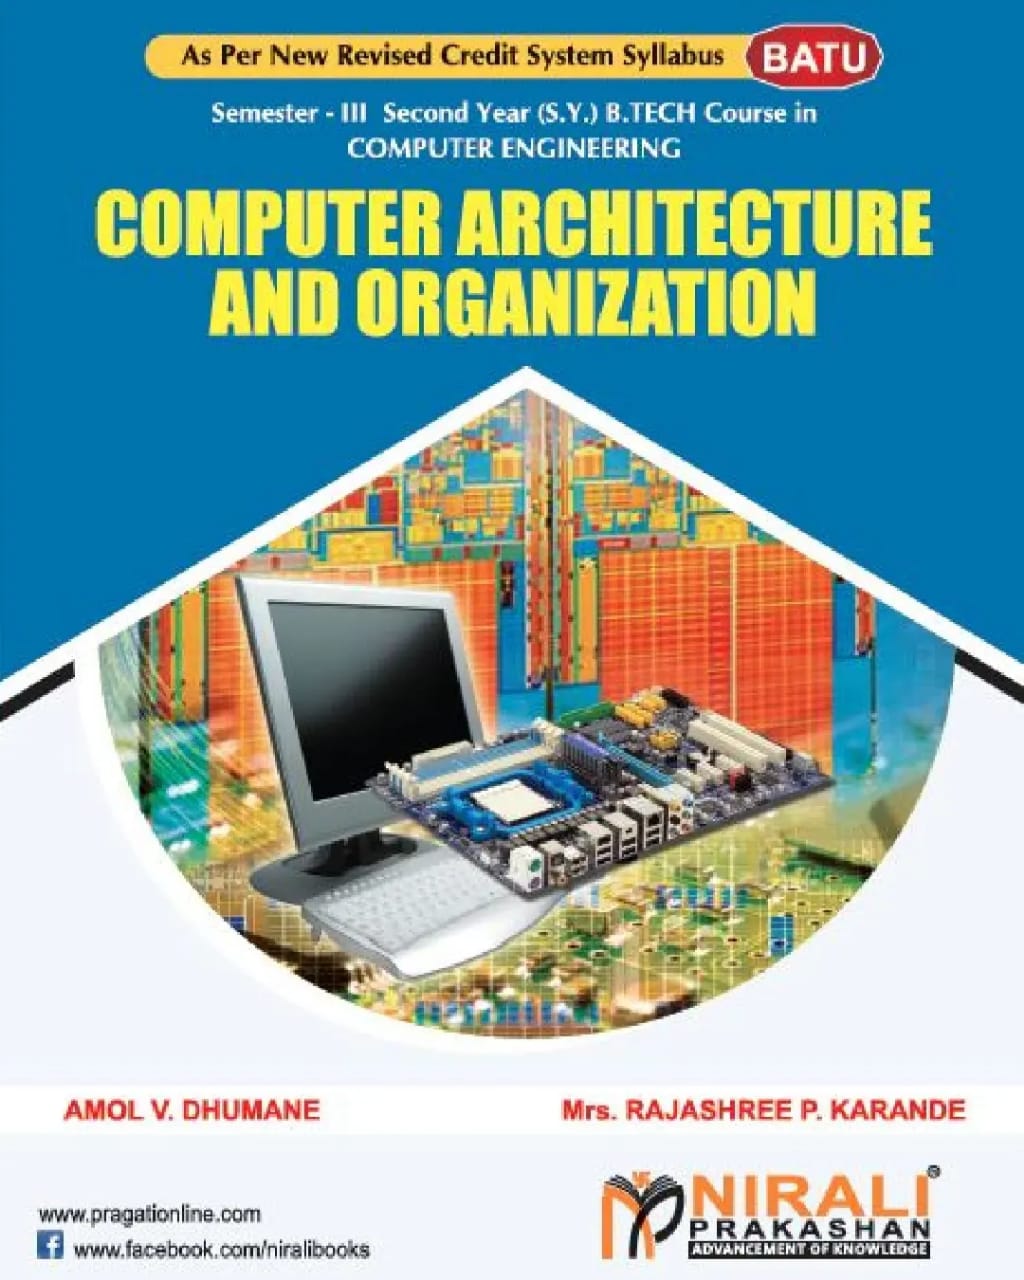 As Per New Revised Credit System Syllabus BATU
Semester - III Second Year (S.Y.) B.TECH Course in
COMPUTER ENGINEERING
COMPUTER ARCHITECTURE
AND ORGANIZATION
AMOL V. DHUMANE
Mrs. RAJASHREE P. KARANDE
www.pragationline.com
f www.facebook.com/niralibooks
NIRALI®
PRAKASHAN
ADVANCEMENT OF KNOWLEDGE